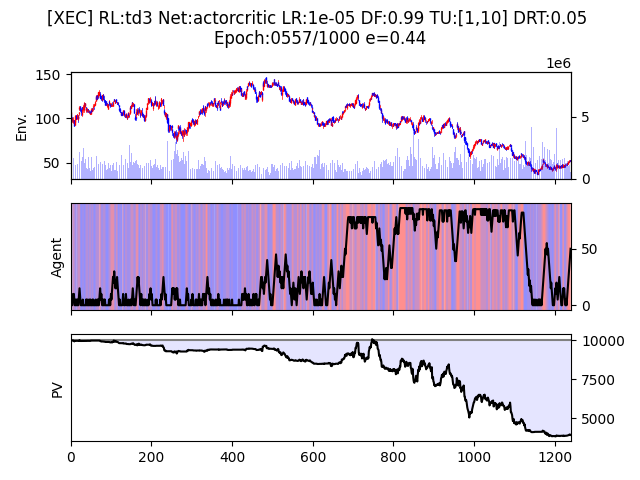 [XEC] RL:td3 Net:actorcritic LR:1e-05 DF:0.99 TU:[1,10] DRT:0.05
Epoch:0557/1000 e=0.44
1e6
150
100
50
Env.
5
0
Agent
50
0
PV
10000
7500
5000
0 200 400 600 800 1000 1200